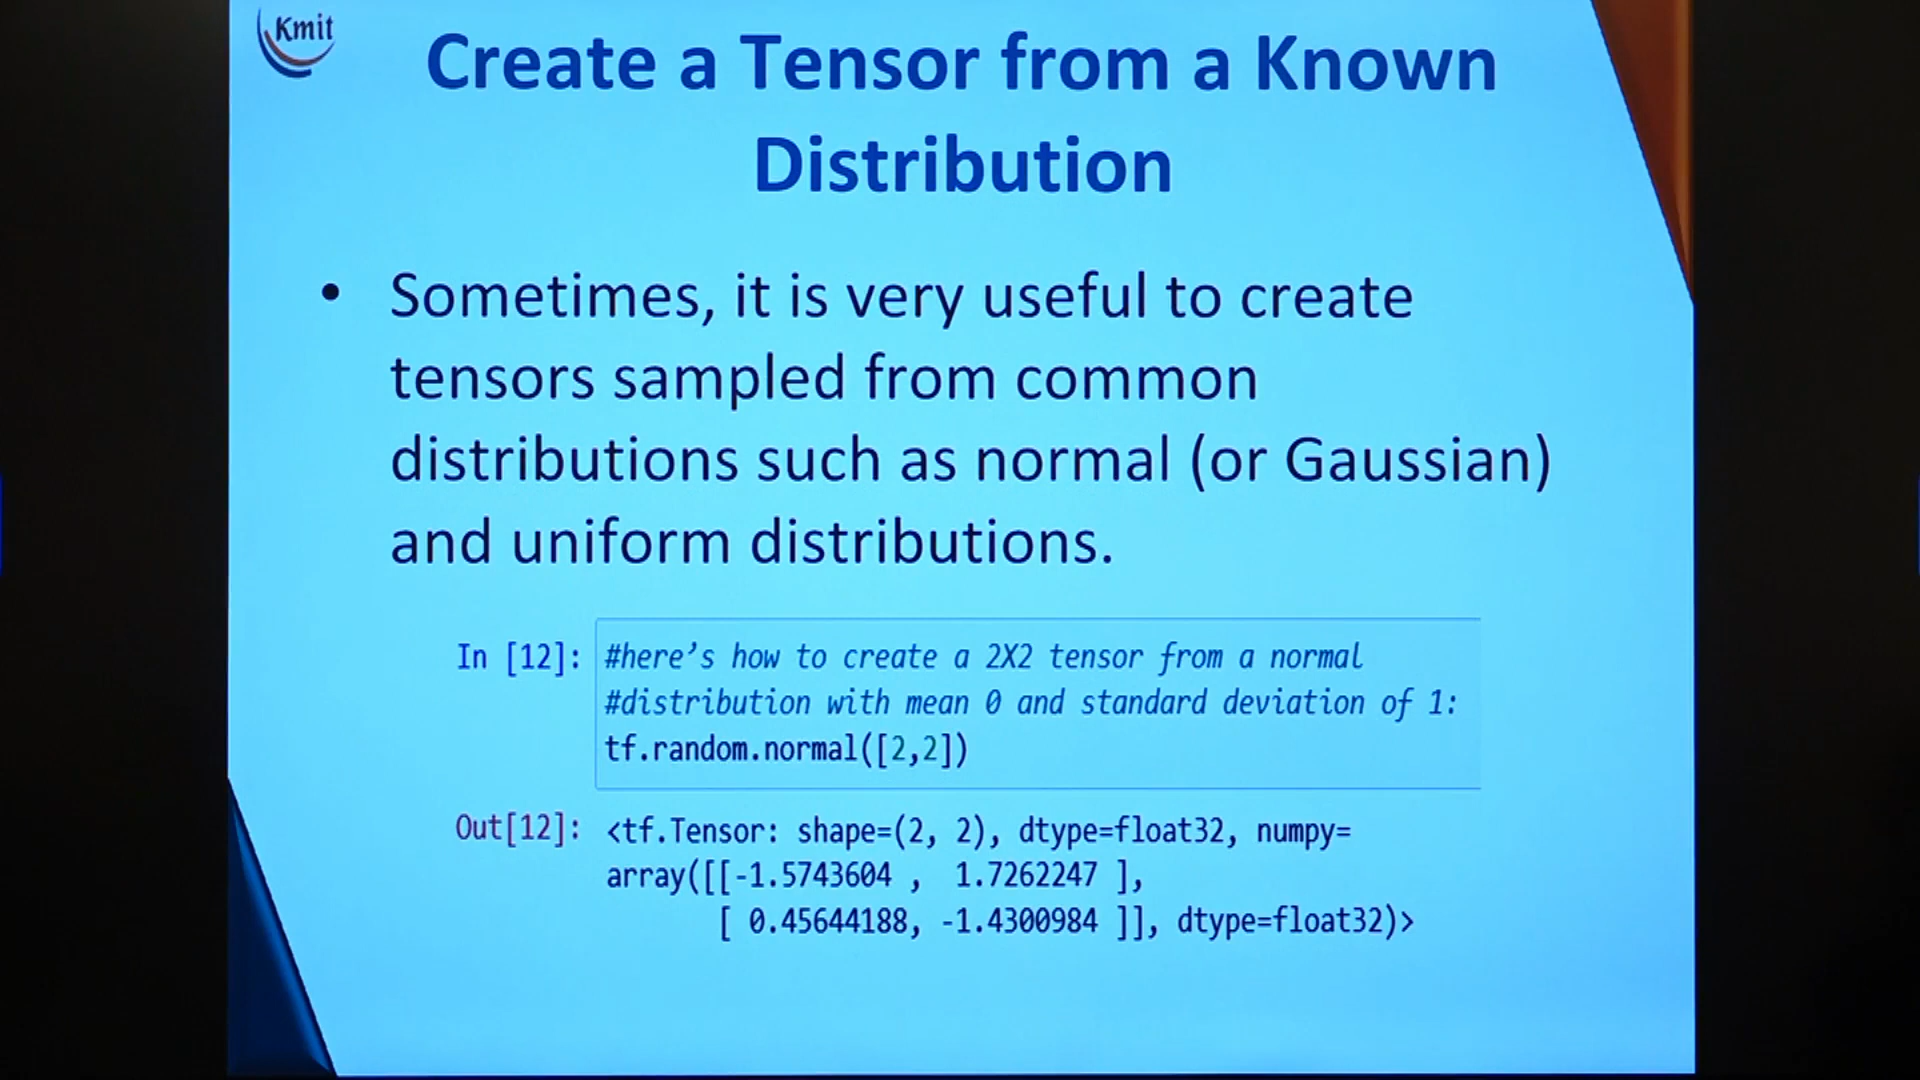 Kmit
Create a Tensor from a Known
Distribution
• Sometimes, it is very useful to create
tensors sampled from common
distributions such as normal (or Gaussian)
and uniform distributions.
In [12]: #here’s how to create a 2X2 tensor from a normal
#distribution with mean 0 and standard deviation of 1:
tf.random.normal([2,2])
Out[12]: <tf.Tensor: shape=(2, 2), dtype=float32, numpy=
array([[-1.5743604 ,  1.7262247 ],
[ 0.45644188, -1.4300984 ]], dtype=float32)>